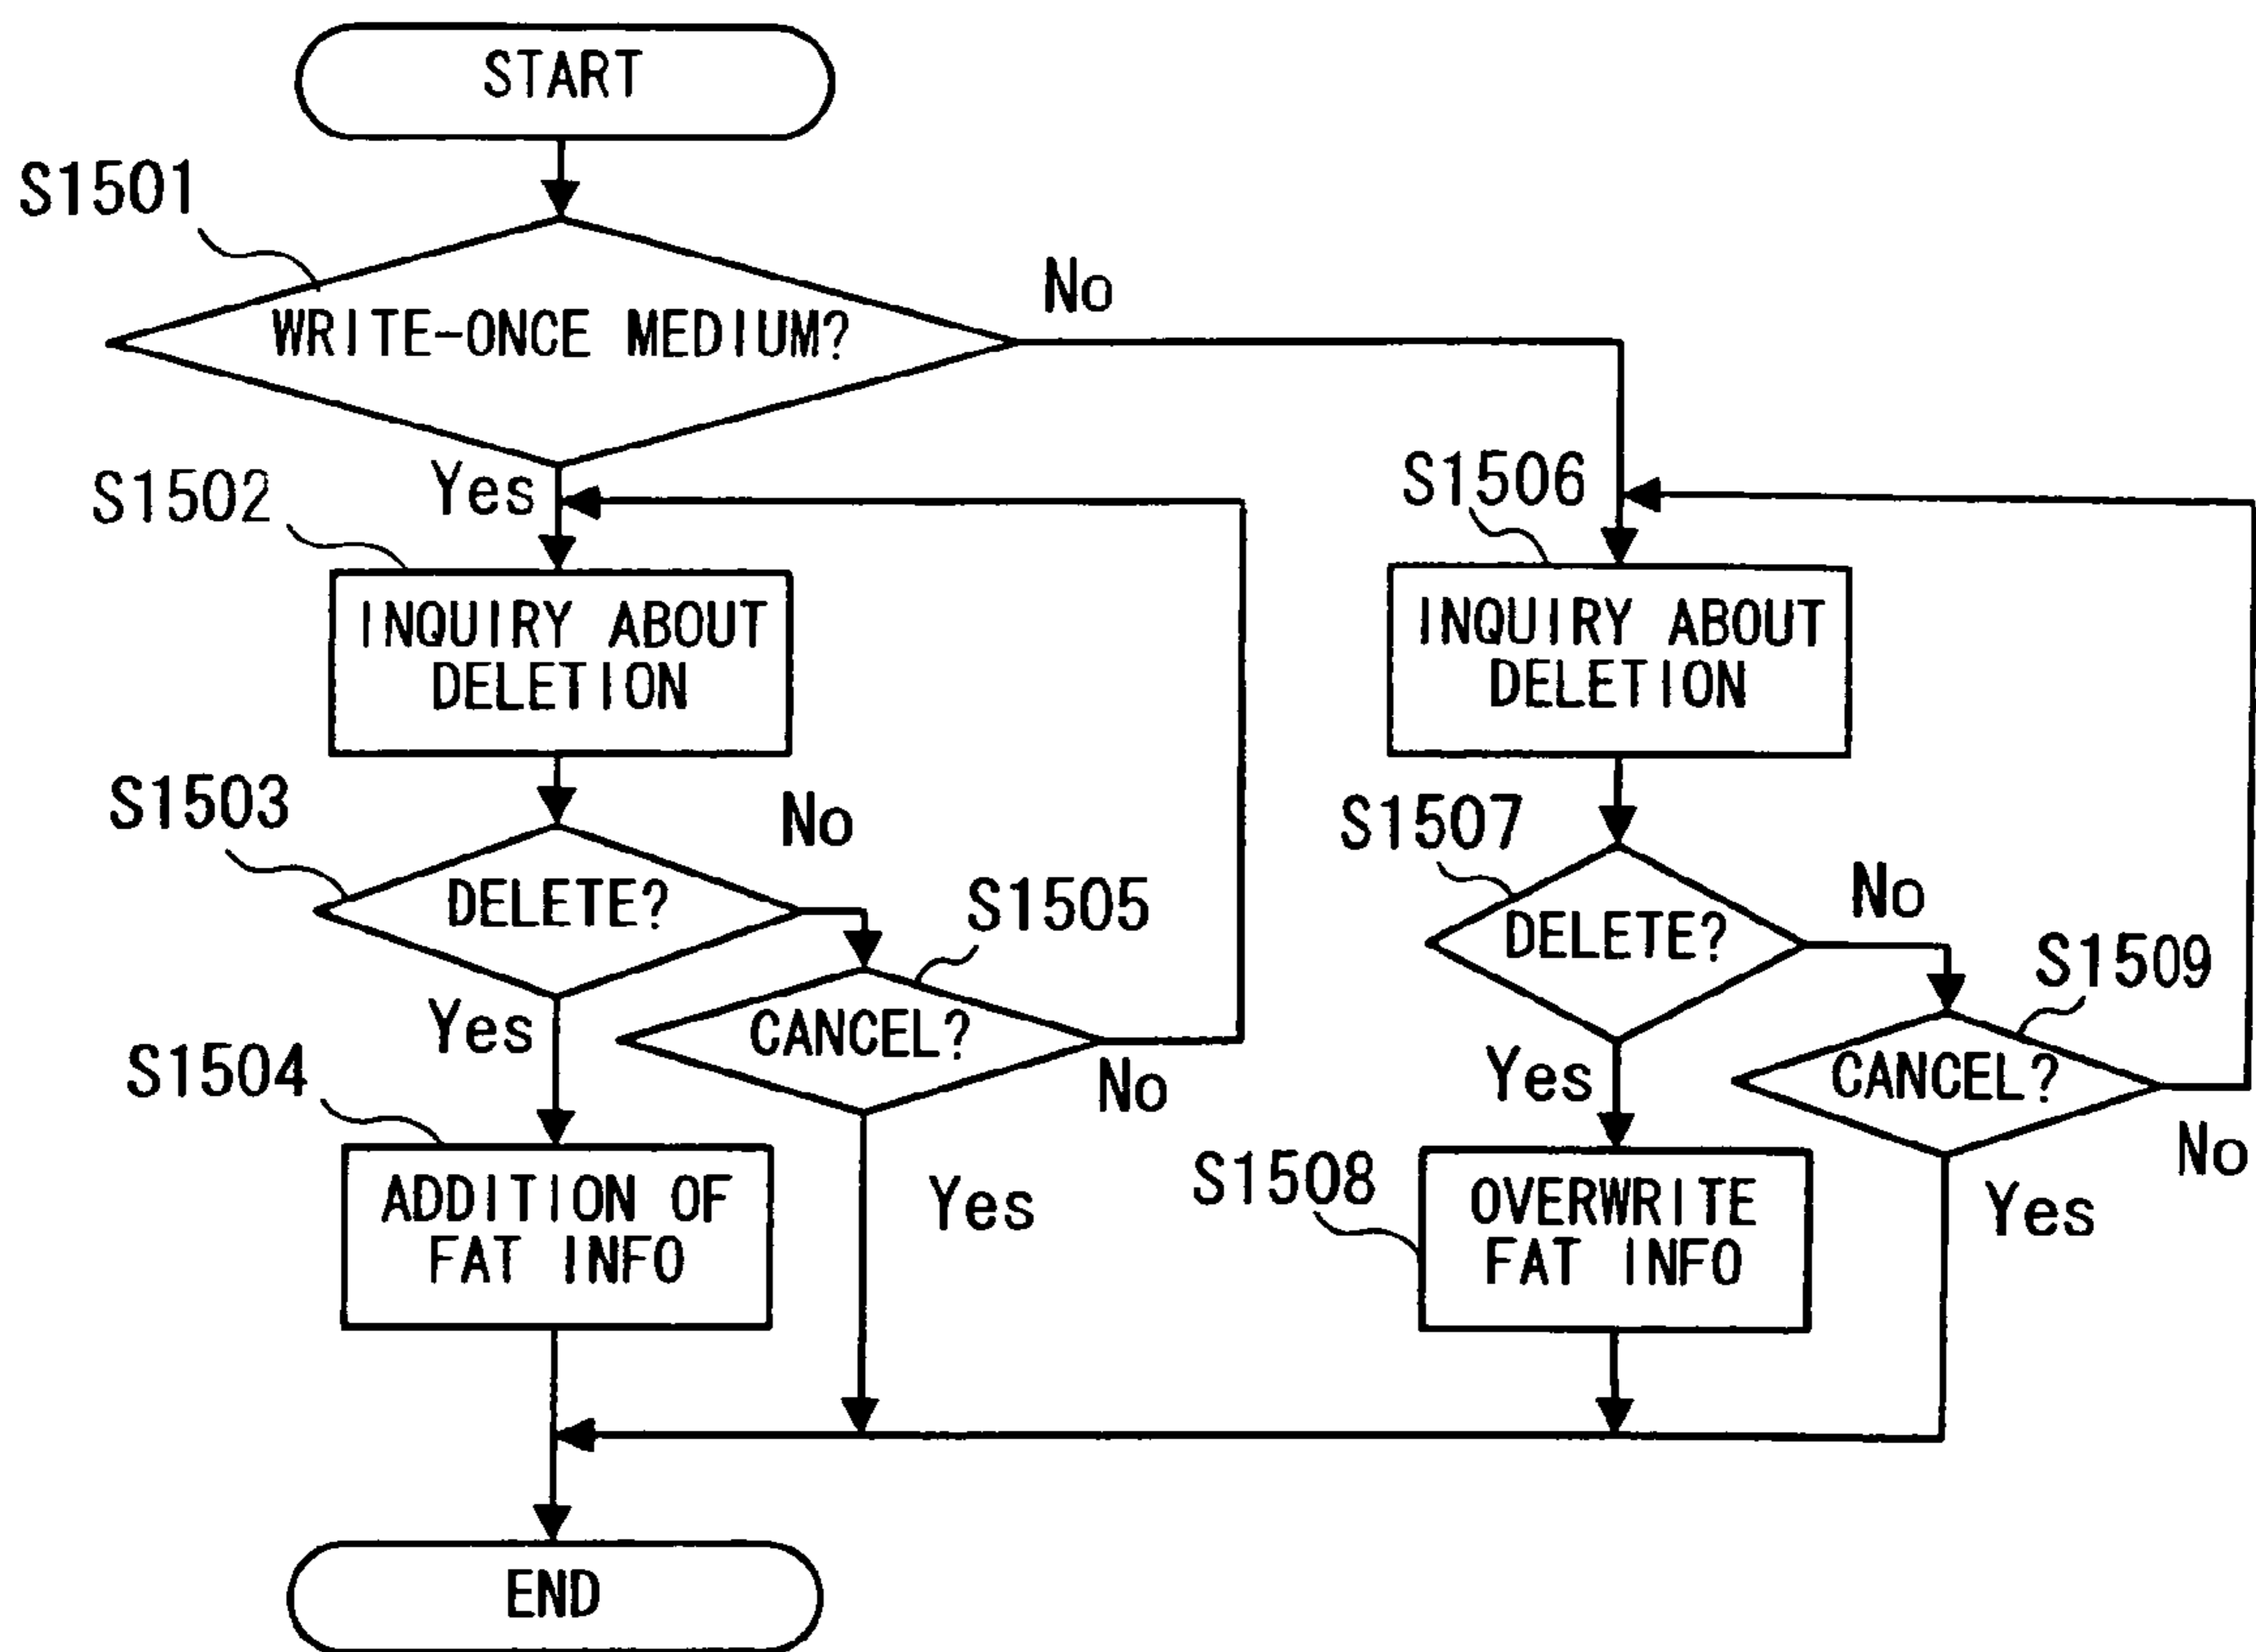 START
S1501
WRITE-ONCE MEDIUM?
No
Yes
S1502
INQUIRY ABOUT
DELETION
S1503
DELETE?
No
Yes
S1505
CANCEL?
No
Yes
S1504
ADDITION OF
FAT INFO
S1506
INQUIRY ABOUT
DELETION
S1507
DELETE?
No
Yes
S1509
CANCEL?
No
Yes
S1508
OVERWRITE
FAT INFO
END